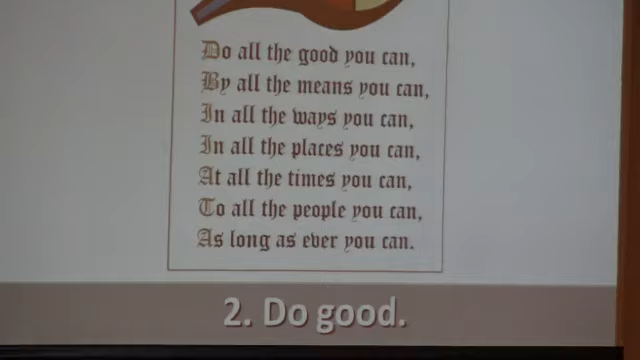 Do all the good you can,
By all the means you can,
In all the ways you can,
In all the places you can,
At all the times you can,
To all the people you can,
As long as ever you can.
2. Do good.